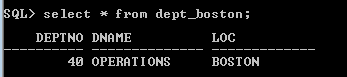 SQL> select * from dept_boston;
DEPTNO DNAME LOC
---------- -------------- -------------
40 OPERATIONS BOSTON